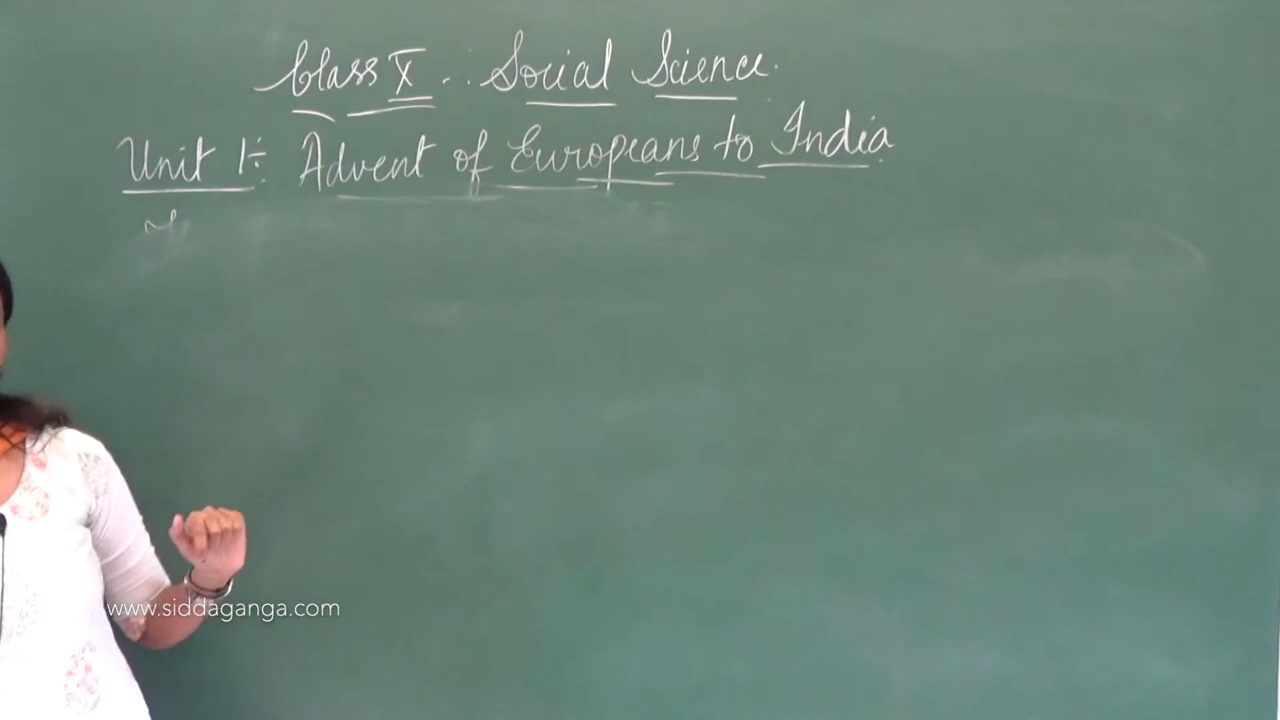 Class X :- Social Science.
Unit 1:- Advent of Europeans to India
www.siddaganga.com